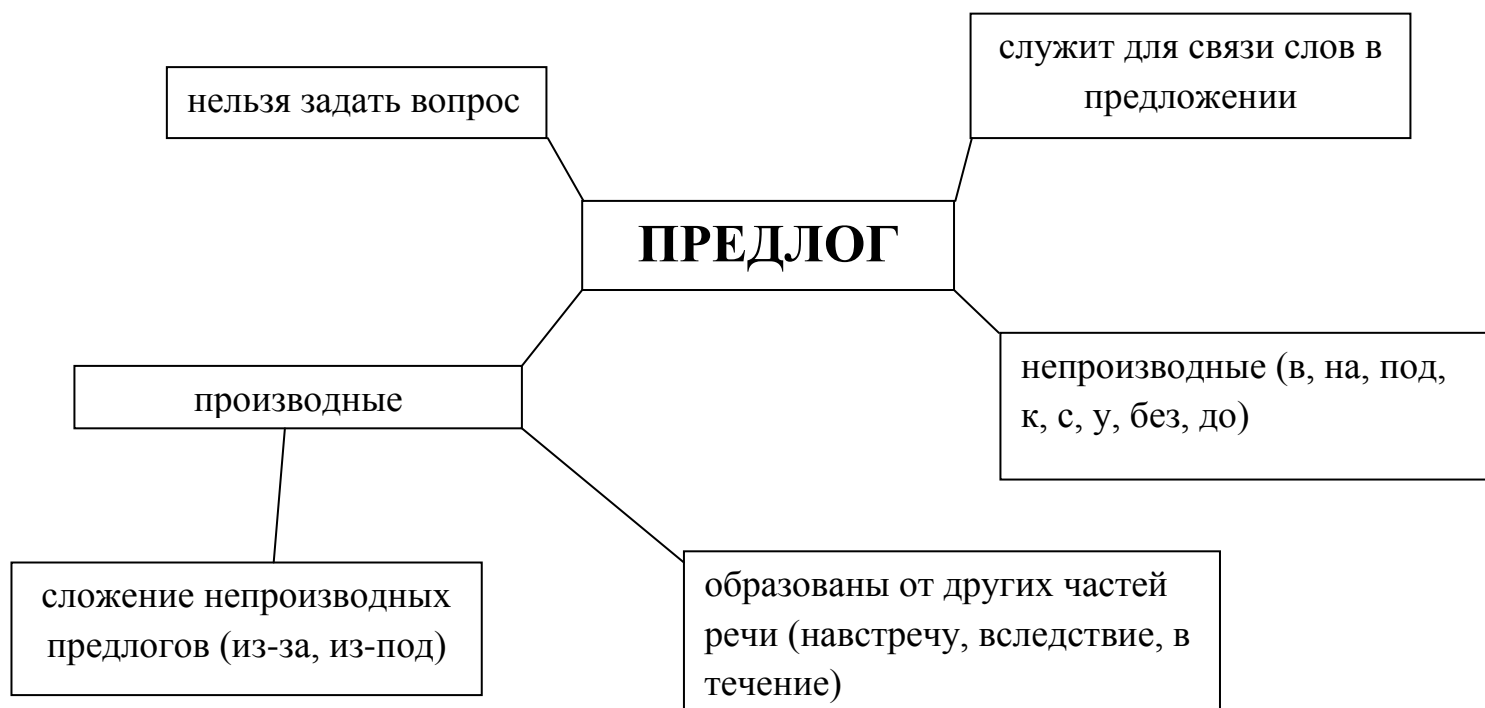 нельзя задать вопрос
служит для связи слов в
предложении
ПРЕДЛОГ
производные
непроизводные (в, на, под,
к, с, у, без, до)
сложение непроизводных
предлогов (из-за, из-под)
образованы от других частей
речи (навстречу, вследствие, в
течение)